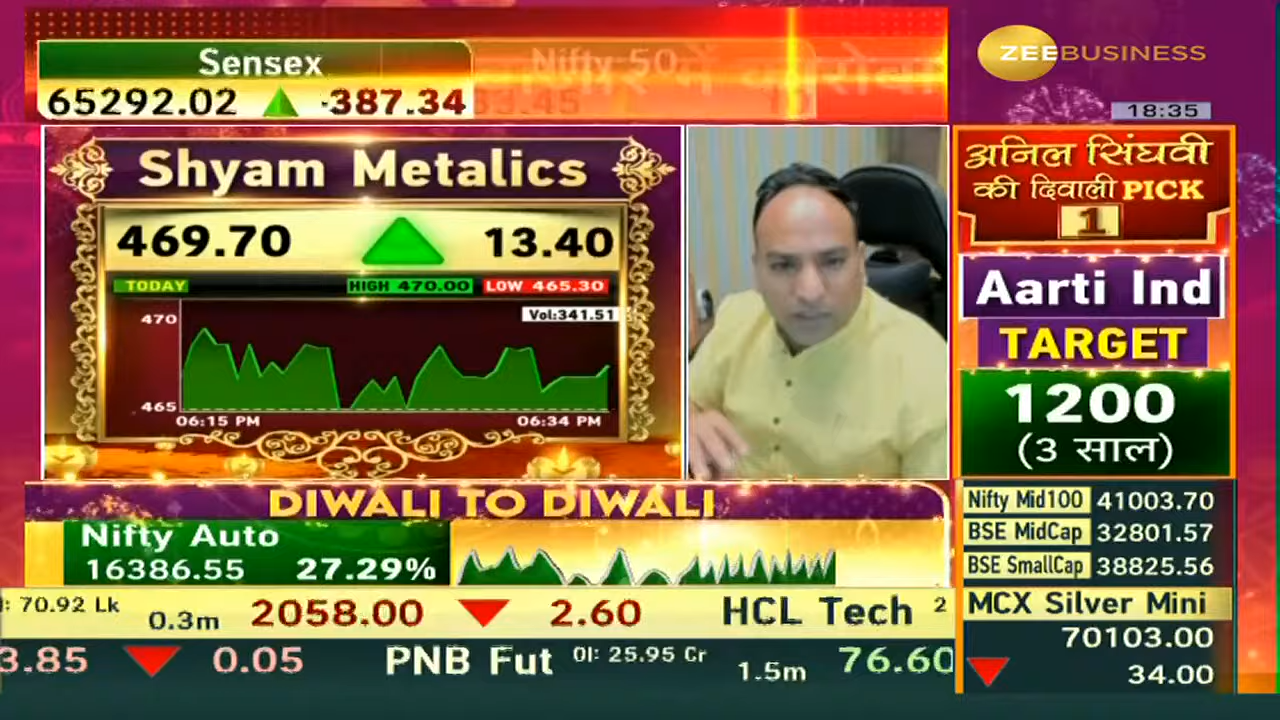 Sensex
65292.02 -387.34
Nifty 50
ZEEBUSINESS
18:35
Shyam Metalics
469.70 13.40
TODAY HIGH 470.00 LOW 465.30
Vol:341.51
470
465
06:15 PM 06:34 PM
अनिल सिंघवी
की दिवाली PICK
1
Aarti Ind
TARGET
1200
(3 साल)
DIWALI TO DIWALI
Nifty Auto
16386.55 27.29%
Nifty Mid100 41003.70
BSE MidCap 32801.57
BSE SmallCap 38825.56
MCX Silver Mini
70103.00
34.00
: 70.92 Lk 0.3m 2058.00 2.60 HCL Tech 2
3.85 0.05 PNB Fut OI: 25.95 Cr 1.5m 76.60